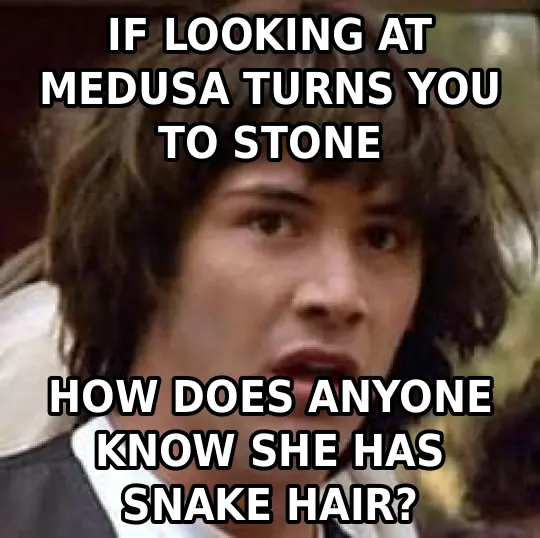 IF LOOKING AT
MEDUSA TURNS YOU
TO STONE
HOW DOES ANYONE
KNOW SHE HAS
SNAKE HAIR?